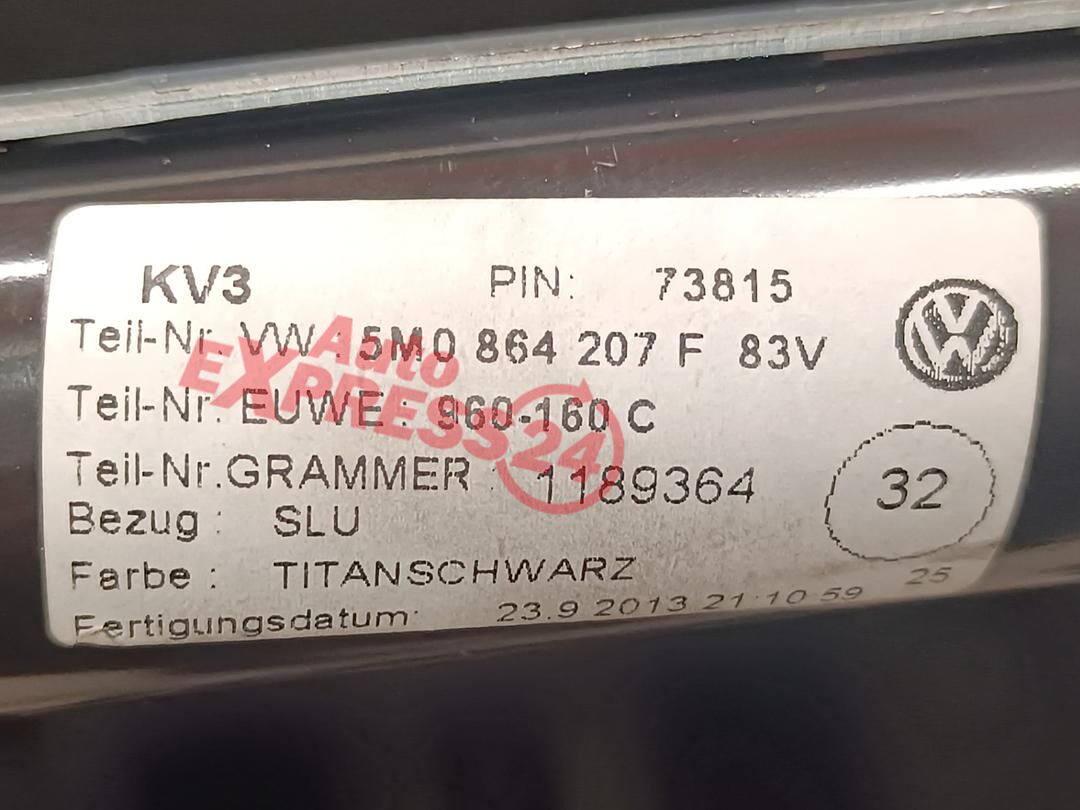 KV3 PIN: 73815
Teil-Nr. VW : 5M0 864 207 F 83V
Teil-Nr. EUWE : 960-160 C
Teil-Nr.GRAMMER : 1189364
Bezug : SLU
32
Farbe : TITANSCHWARZ
Fertigungsdatum: 23.9 2013 21:10 59 25
Auto
EXPRESS24